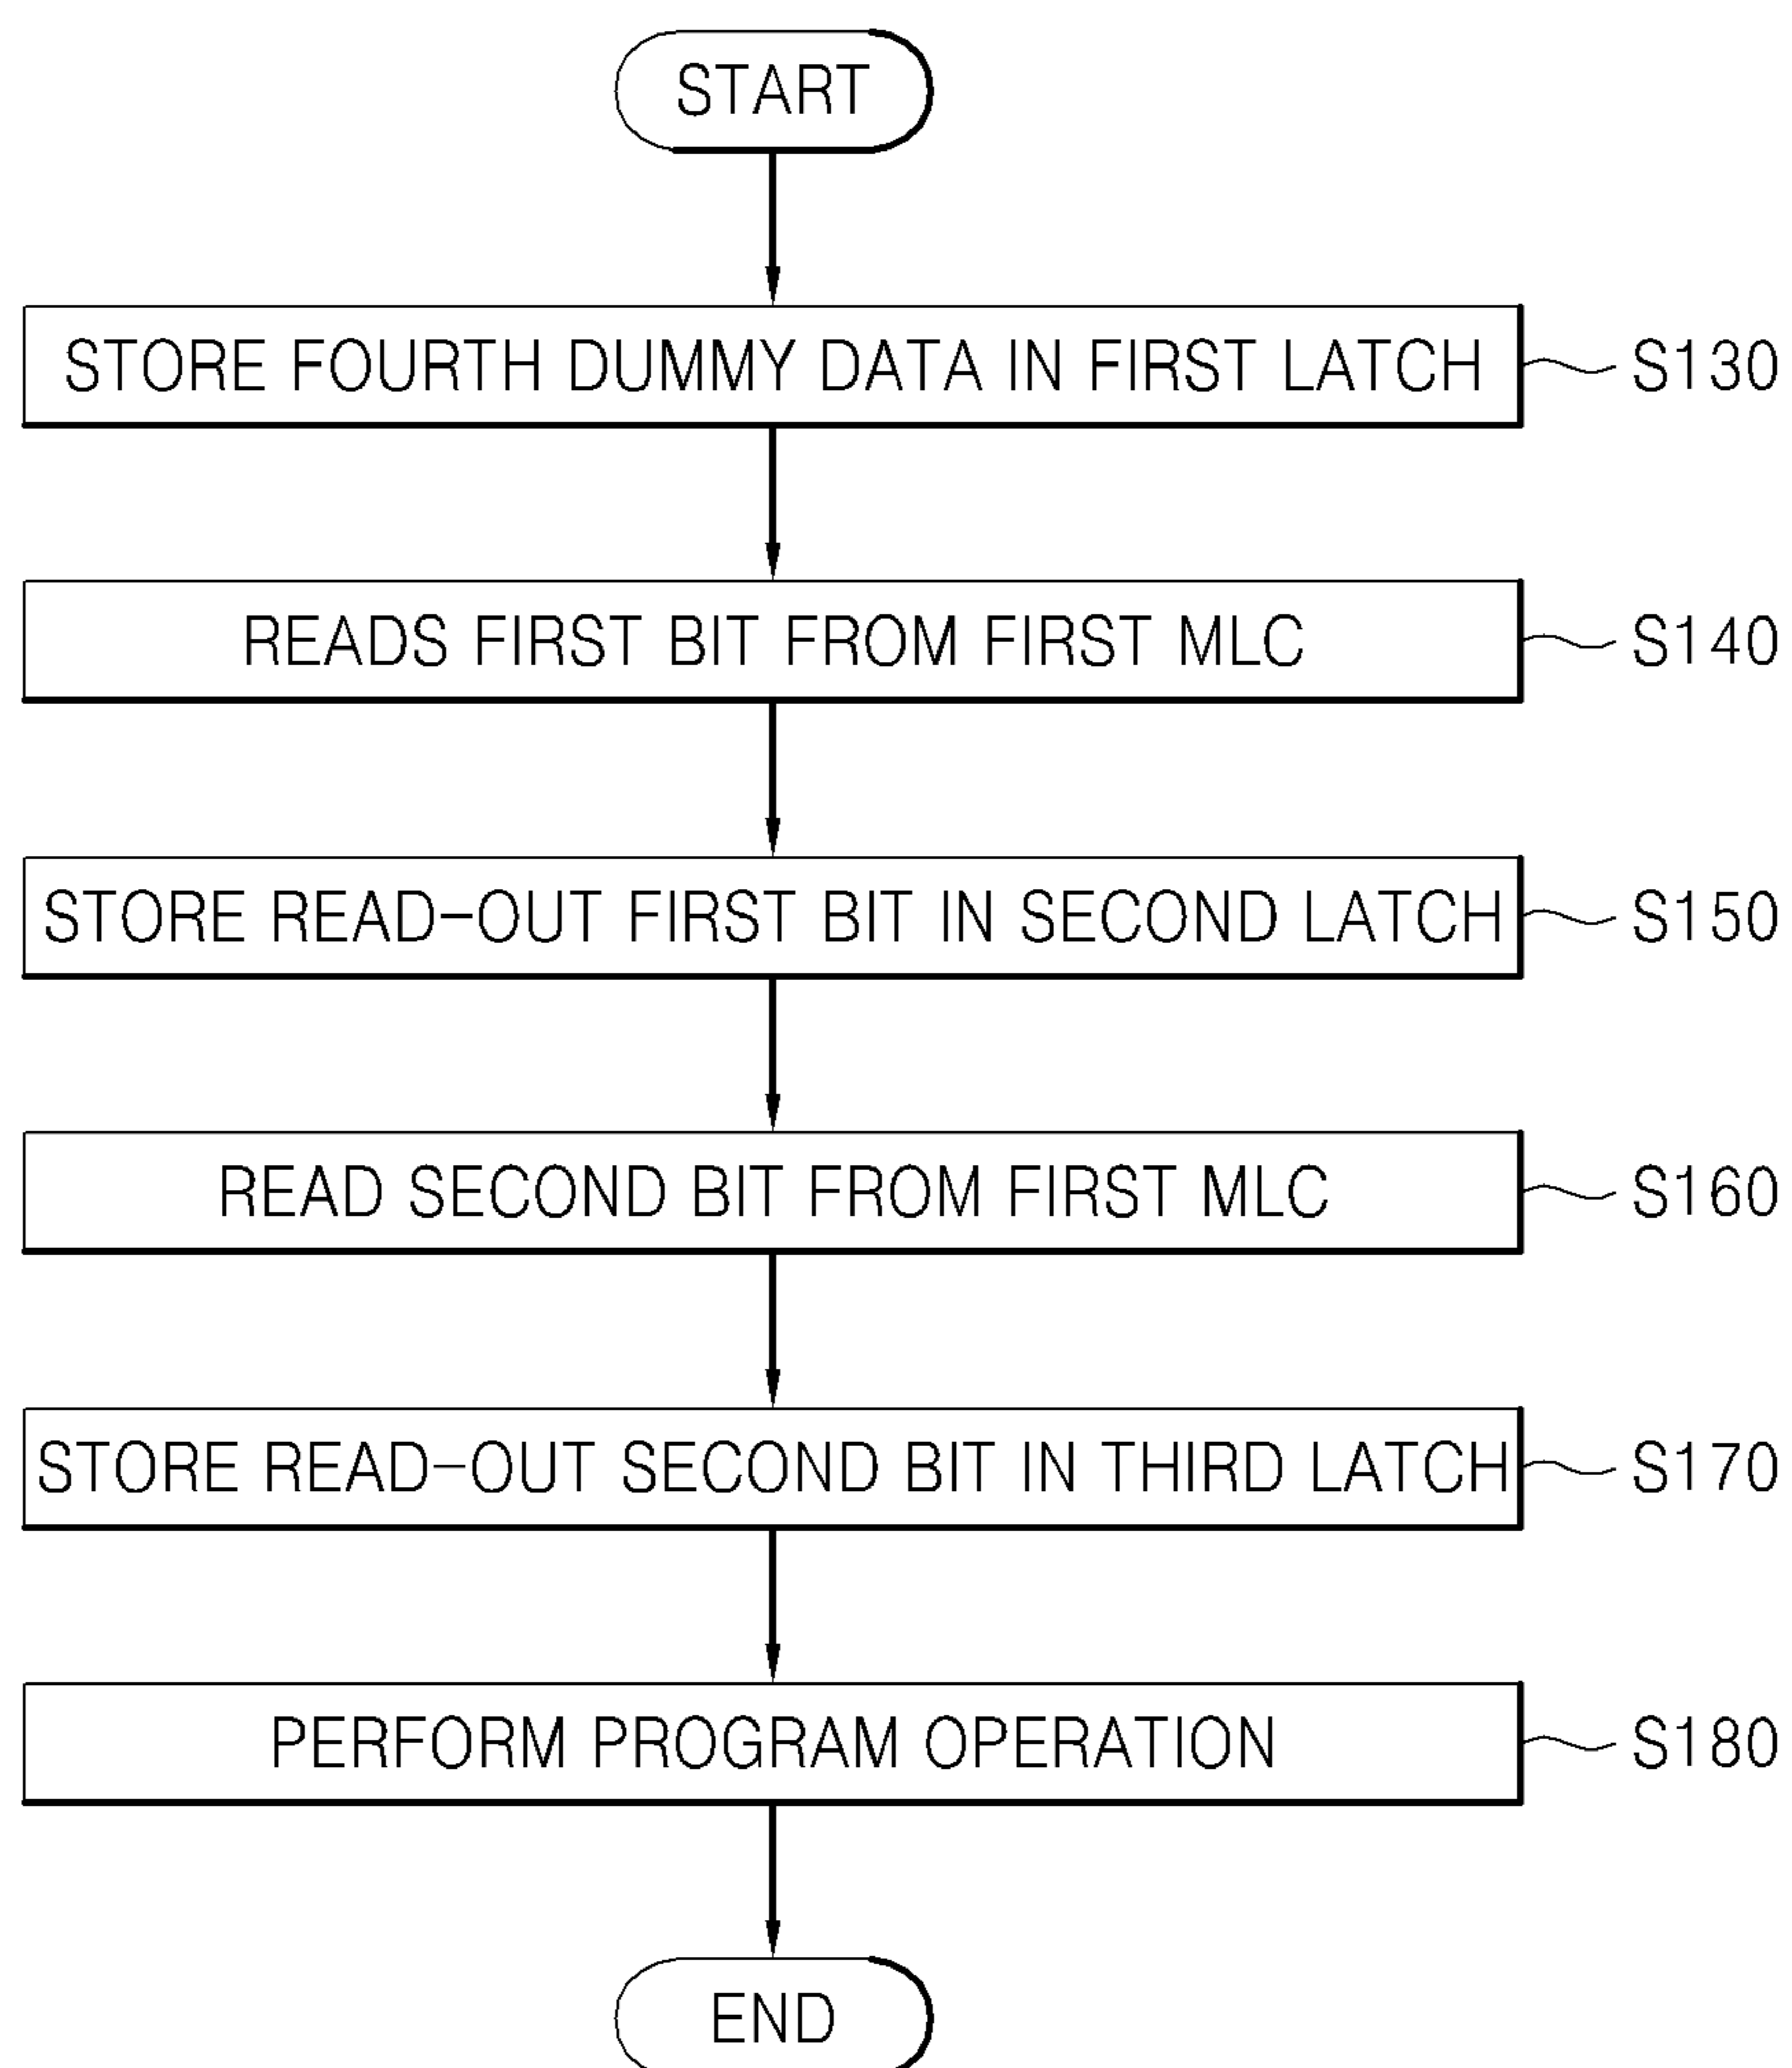 START
STORE FOURTH DUMMY DATA IN FIRST LATCH S130
READS FIRST BIT FROM FIRST MLC S140
STORE READ-OUT FIRST BIT IN SECOND LATCH S150
READ SECOND BIT FROM FIRST MLC S160
STORE READ-OUT SECOND BIT IN THIRD LATCH S170
PERFORM PROGRAM OPERATION S180
END